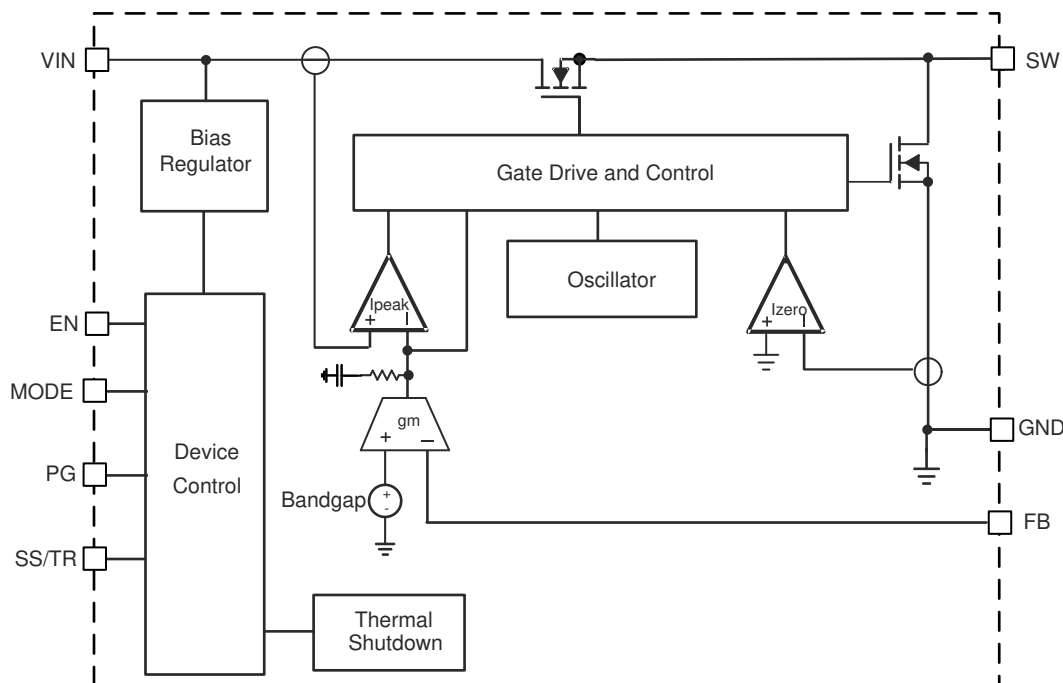 VIN
SW
Bias
Regulator
Gate Drive and Control
Oscillator
Ipeak
+ −
Izero
+ −
EN
MODE
gm
+ −
GND
Device
Control
PG
Bandgap
+
-
FB
SS/TR
Thermal
Shutdown